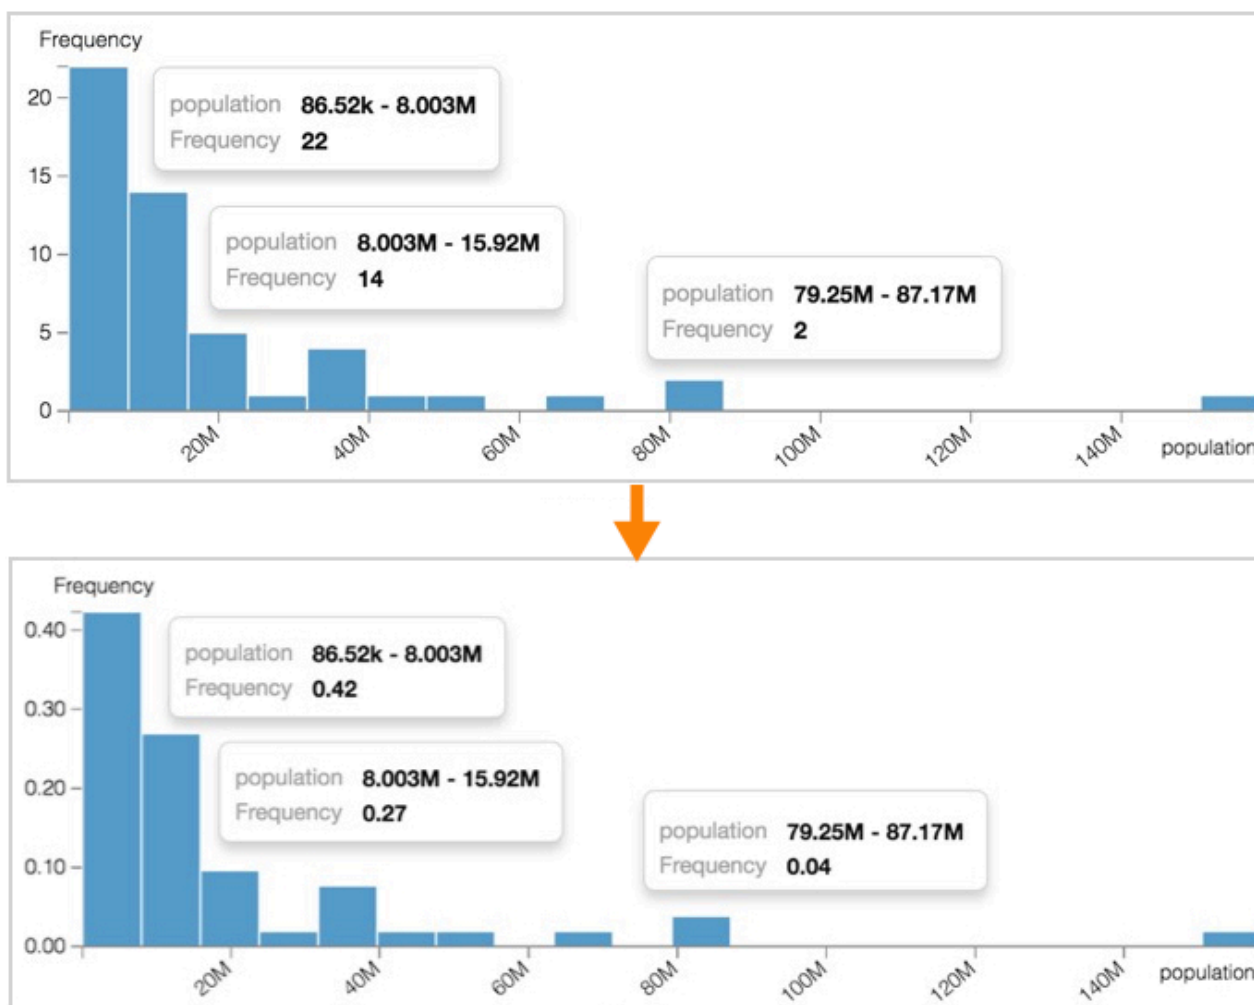 Frequency
20
15
10
5
0
population 86.52k - 8.003M
Frequency 22
population 8.003M - 15.92M
Frequency 14
population 79.25M - 87.17M
Frequency 2
20M 40M 60M 80M 100M 120M 140M population
Frequency
0.40
0.30
0.20
0.10
0.00
population 86.52k - 8.003M
Frequency 0.42
population 8.003M - 15.92M
Frequency 0.27
population 79.25M - 87.17M
Frequency 0.04
20M 40M 60M 80M 100M 120M 140M population